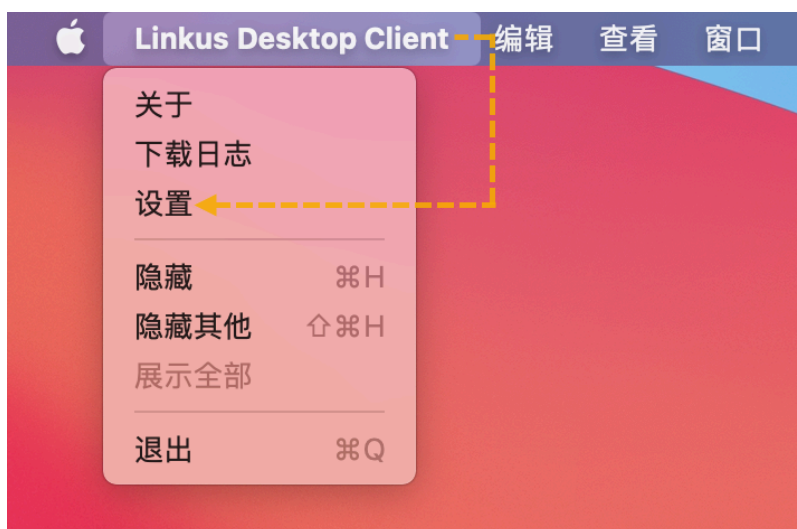 Linkus Desktop Client 编辑 查看 窗口
关于
下载日志
设置
隐藏 ⌘H
隐藏其他 ⇧⌘H
展示全部
退出 ⌘Q